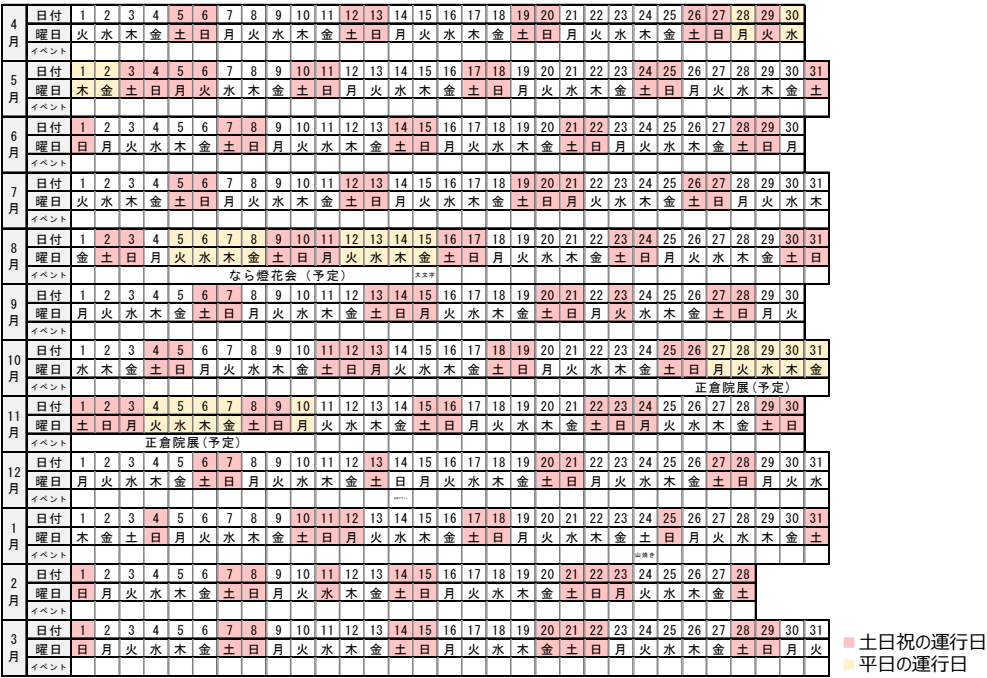 4月
日付 1 2 3 4 5 6 7 8 9 10 11 12 13 14 15 16 17 18 19 20 21 22 23 24 25 26 27 28 29 30
曜日 火 水 木 金 土 日 月 火 水 木 金 土 日 月 火 水 木 金 土 日 月 火 水 木 金 土 日 月 火 水
イベント
5月
日付 1 2 3 4 5 6 7 8 9 10 11 12 13 14 15 16 17 18 19 20 21 22 23 24 25 26 27 28 29 30 31
曜日 木 金 土 日 月 火 水 木 金 土 日 月 火 水 木 金 土 日 月 火 水 木 金 土 日 月 火 水 木 金 土
イベント
6月
日付 1 2 3 4 5 6 7 8 9 10 11 12 13 14 15 16 17 18 19 20 21 22 23 24 25 26 27 28 29 30
曜日 日 月 火 水 木 金 土 日 月 火 水 木 金 土 日 月 火 水 木 金 土 日 月 火 水 木 金 土 日 月
イベント
7月
日付 1 2 3 4 5 6 7 8 9 10 11 12 13 14 15 16 17 18 19 20 21 22 23 24 25 26 27 28 29 30 31
曜日 火 水 木 金 土 日 月 火 水 木 金 土 日 月 火 水 木 金 土 日 月 火 水 木 金 土 日 月 火 水 木
イベント
8月
日付 1 2 3 4 5 6 7 8 9 10 11 12 13 14 15 16 17 18 19 20 21 22 23 24 25 26 27 28 29 30 31
曜日 金 土 日 月 火 水 木 金 土 日 月 火 水 木 金 土 日 月 火 水 木 金 土 日 月 火 水 木 金 土 日
イベント なら燈花会(予定) 大文字
9月
日付 1 2 3 4 5 6 7 8 9 10 11 12 13 14 15 16 17 18 19 20 21 22 23 24 25 26 27 28 29 30
曜日 月 火 水 木 金 土 日 月 火 水 木 金 土 日 月 火 水 木 金 土 日 月 火 水 木 金 土 日 月 火
イベント
10月
日付 1 2 3 4 5 6 7 8 9 10 11 12 13 14 15 16 17 18 19 20 21 22 23 24 25 26 27 28 29 30 31
曜日 水 木 金 土 日 月 火 水 木 金 土 日 月 火 水 木 金 土 日 月 火 水 木 金 土 日 月 火 水 木 金
イベント 正倉院展(予定)
11月
日付 1 2 3 4 5 6 7 8 9 10 11 12 13 14 15 16 17 18 19 20 21 22 23 24 25 26 27 28 29 30
曜日 土 日 月 火 水 木 金 土 日 月 火 水 木 金 土 日 月 火 水 木 金 土 日 月 火 水 木 金 土 日
イベント 正倉院展(予定)
12月
日付 1 2 3 4 5 6 7 8 9 10 11 12 13 14 15 16 17 18 19 20 21 22 23 24 25 26 27 28 29 30 31
曜日 月 火 水 木 金 土 日 月 火 水 木 金 土 日 月 火 水 木 金 土 日 月 火 水 木 金 土 日 月 火 水
イベント
1月
日付 1 2 3 4 5 6 7 8 9 10 11 12 13 14 15 16 17 18 19 20 21 22 23 24 25 26 27 28 29 30 31
曜日 木 金 土 日 月 火 水 木 金 土 日 月 火 水 木 金 土 日 月 火 水 木 金 土 日 月 火 水 木 金 土
イベント 山焼き
2月
日付 1 2 3 4 5 6 7 8 9 10 11 12 13 14 15 16 17 18 19 20 21 22 23 24 25 26 27 28
曜日 日 月 火 水 木 金 土 日 月 火 水 木 金 土 日 月 火 水 木 金 土 日 月 火 水 木 金 土
イベント
3月
日付 1 2 3 4 5 6 7 8 9 10 11 12 13 14 15 16 17 18 19 20 21 22 23 24 25 26 27 28 29 30 31
曜日 日 月 火 水 木 金 土 日 月 火 水 木 金 土 日 月 火 水 木 金 土 日 月 火 水 木 金 土 日 月 火
イベント
土日祝の運行日
平日の運行日